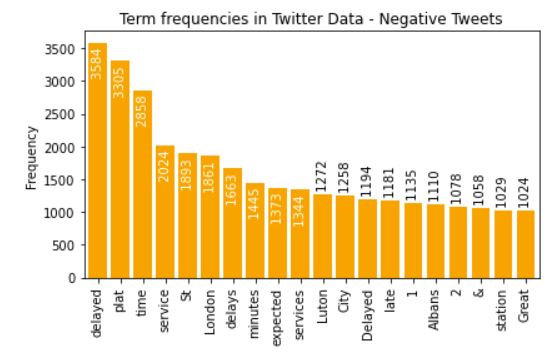 Term frequencies in Twitter Data - Negative Tweets
Frequency
3500
3000
2500
2000
1500
1000
500
0
3584
3305
2858
2024
1893
1861
1663
1445
1373
1344
1272
1258
1194
1181
1135
1110
1078
1058
1029
1024
delayed
plat
time
service
St
London
delays
minutes
expected
services
Luton
City
Delayed
late
1
Albans
2
&
station
Great